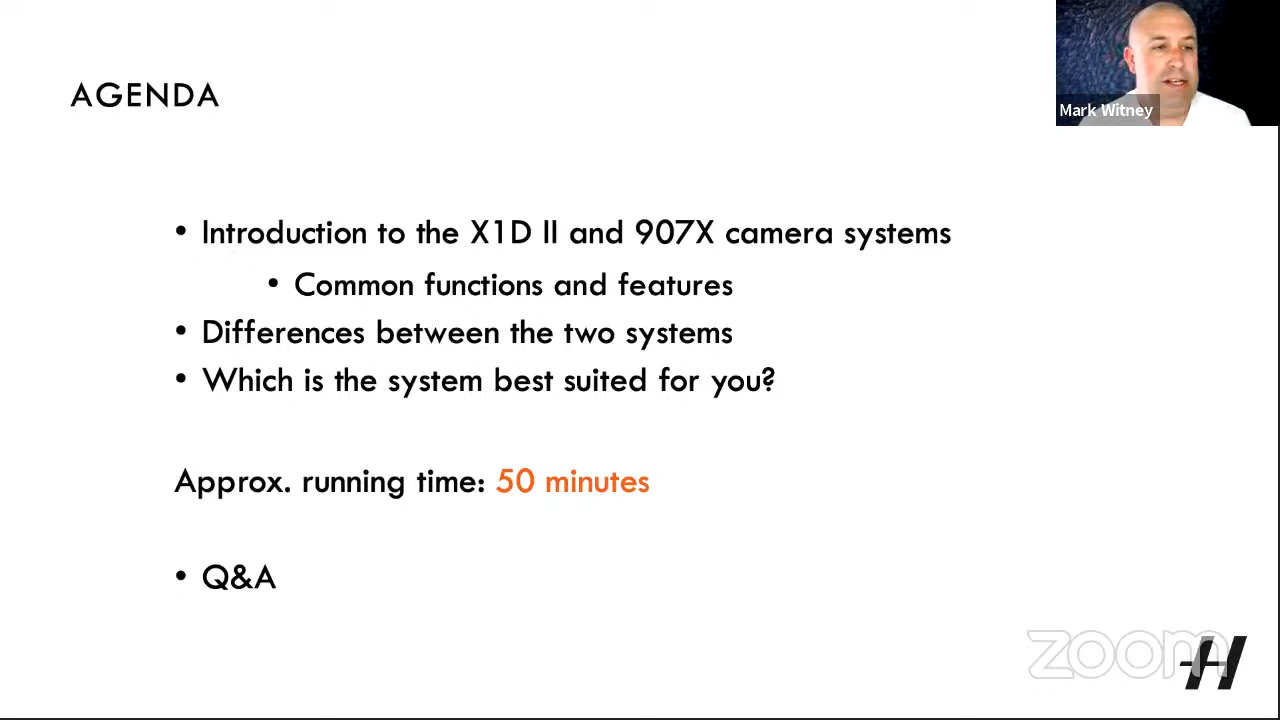 AGENDA
Mark Witney
• Introduction to the X1D II and 907X camera systems
• Common functions and features
• Differences between the two systems
• Which is the system best suited for you?
Approx. running time: 50 minutes
• Q&A
zoom
H